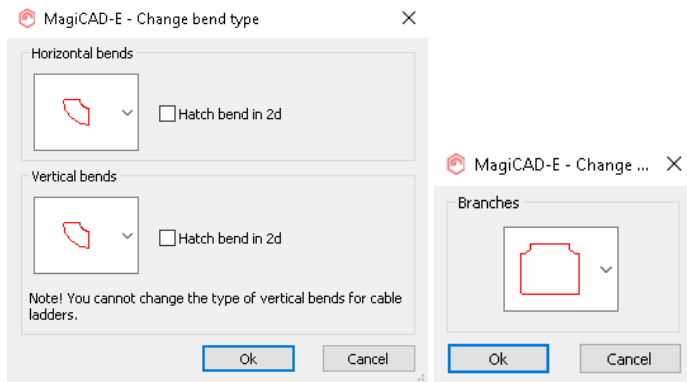 MagiCAD-E - Change bend type
Horizontal bends
Hatch bend in 2d
Vertical bends
Hatch bend in 2d
Note! You cannot change the type of vertical bends for cable
ladders.
Ok Cancel
MagiCAD-E - Change ...
Branches
Ok Cancel